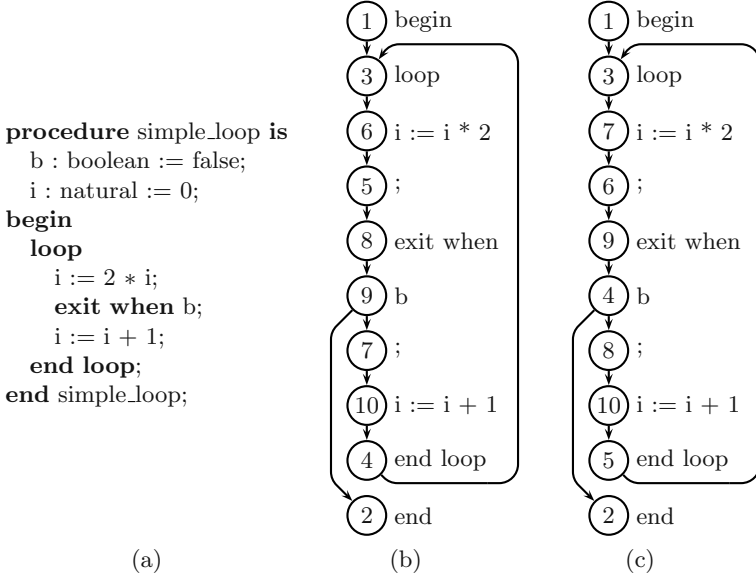 procedure simple_loop is
b : boolean := false;
i : natural := 0;
begin
loop
i := 2 * i;
exit when b;
i := i + 1;
end loop;
end simple_loop;
(a)
1 begin
3 loop
6 i := i * 2
5 ;
8 exit when
9 b
7 ;
10 i := i + 1
4 end loop
2 end
(b)
1 begin
3 loop
7 i := i * 2
6 ;
9 exit when
4 b
8 ;
10 i := i + 1
5 end loop
2 end
(c)